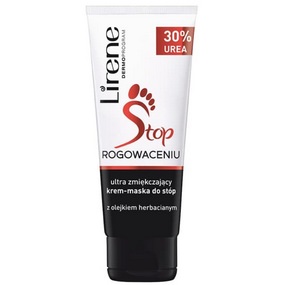 30%
UREA
Lirene
DERMOPROGRAM
Stop
ROGOWACENIU
ultra zmiękczający
krem-maska do stóp
z olejkiem herbacianym